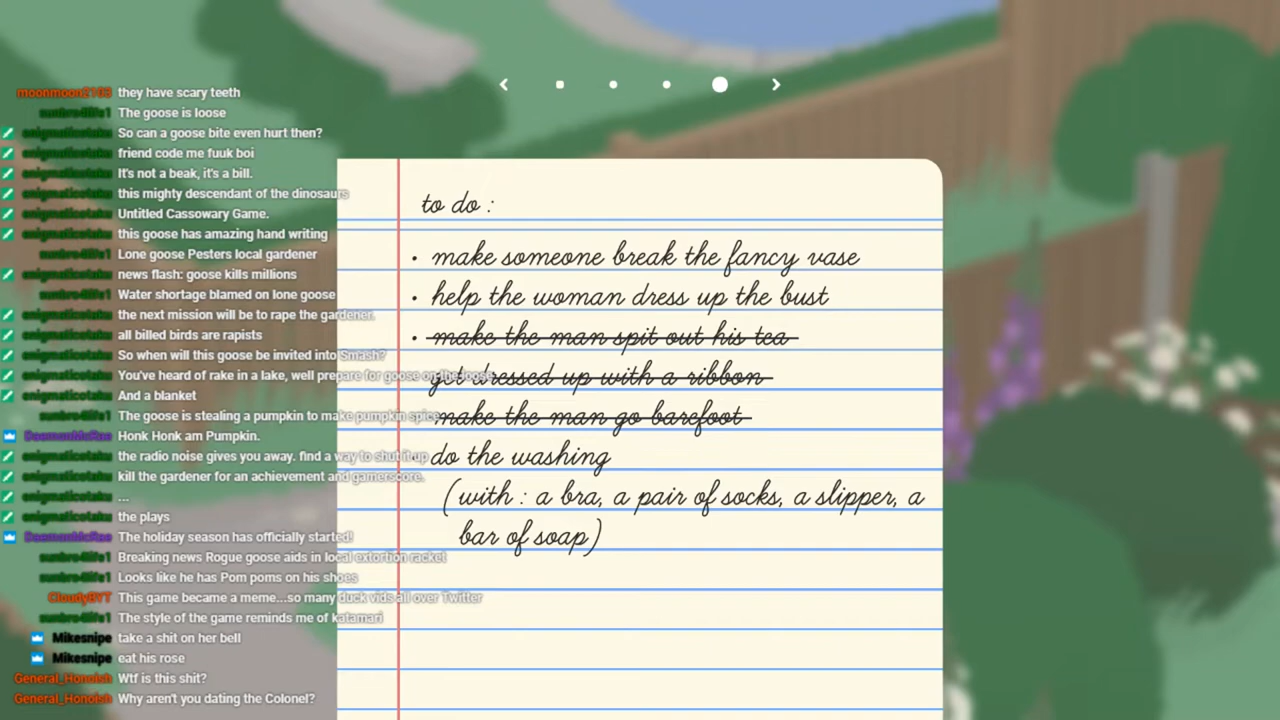 moonmoon2103 they have scary teeth
The goose is loose
So can a goose bite even hurt then?
friend code me fuuk boi
It's not a beak, it's a bill.
this mighty descendant of the dinosaurs
Untitled Cassowary Game.
this goose has amazing hand writing
Lone goose Pesters local gardener
news flash: goose kills millions
Water shortage blamed on lone goose
the next mission will be to rape the gardener.
all billed birds are rapists
So when will this goose be invited into Smash?
You've heard of rake in a lake, well prepare for goose on the loose
And a blanket
The goose is stealing a pumpkin to make pumpkin spice
DaemanMcRae Honk Honk am Pumpkin.
the radio noise gives you away. find a way to shut it up
kill the gardener for an achievement and gamerscore.
...
the plays
DaemanMcRae The holiday season has officially started!
Breaking news Rogue goose aids in local extortion racket
Looks like he has Pom poms on his shoes
CloudyBYT This game became a meme...so many duck vids all over Twitter
The style of the game reminds me of katamari
Mikesnipe take a shit on her bell
Mikesnipe eat his rose
General_Honoish Wtf is this shit?
General_Honoish Why aren't you dating the Colonel?
to do :
• make someone break the fancy vase
• help the woman dress up the bust
• make the man spit out his tea
get dressed up with a ribbon
make the man go barefoot
do the washing
(with : a bra, a pair of socks, a slipper, a
bar of soap)